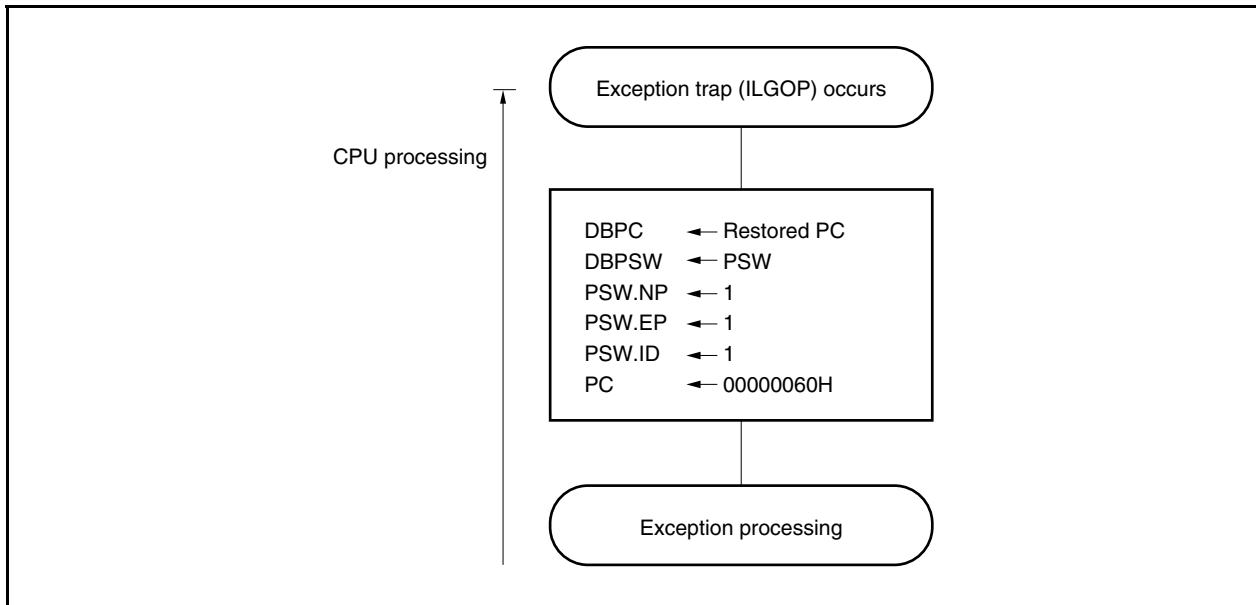 Exception trap (ILGOP) occurs
CPU processing
DBPC ← Restored PC
DBPSW ← PSW
PSW.NP ← 1
PSW.EP ← 1
PSW.ID ← 1
PC ← 00000060H
Exception processing